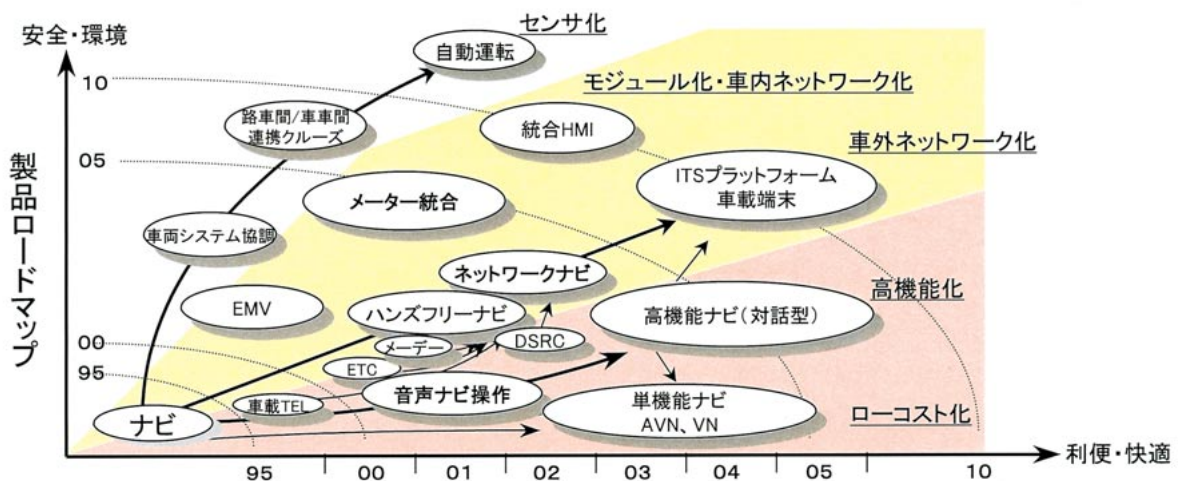 安全・環境
センサ化
自動運転
10
モジュール化・車内ネットワーク化
路車間/車車間
連携クルーズ
統合HMI
車外ネットワーク化
05
ITSプラットフォーム
車載端末
メーター統合
製品ロードマップ
車両システム協調
ネットワークナビ
高機能化
EMV
ハンズフリーナビ
高機能ナビ(対話型)
00
メーデー
DSRC
95
ETC
音声ナビ操作
車載TEL
単機能ナビ
AVN、VN
ローコスト化
ナビ
利便・快適
95 00 01 02 03 04 05 10